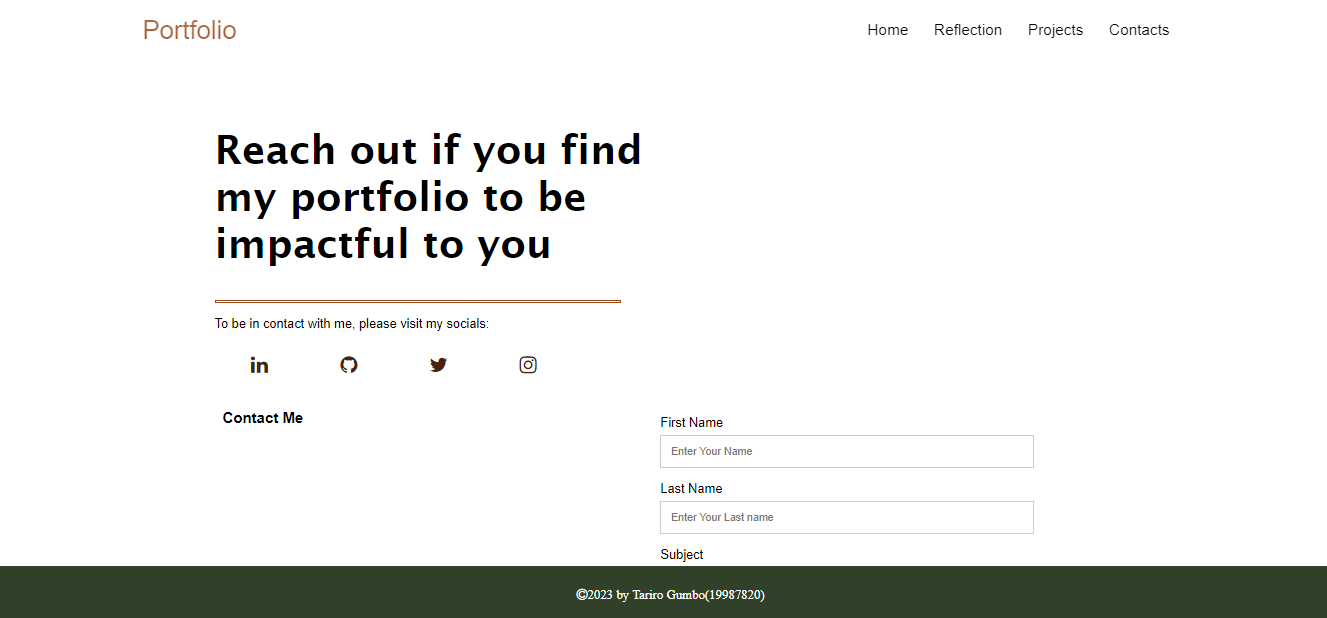 Portfolio
Home Reflection Projects Contacts
Reach out if you find
my portfolio to be
impactful to you
To be in contact with me, please visit my socials:
in
Contact Me
First Name
Enter Your Name
Last Name
Enter Your Last name
Subject
©2023 by Tariro Gumbo(19987820)